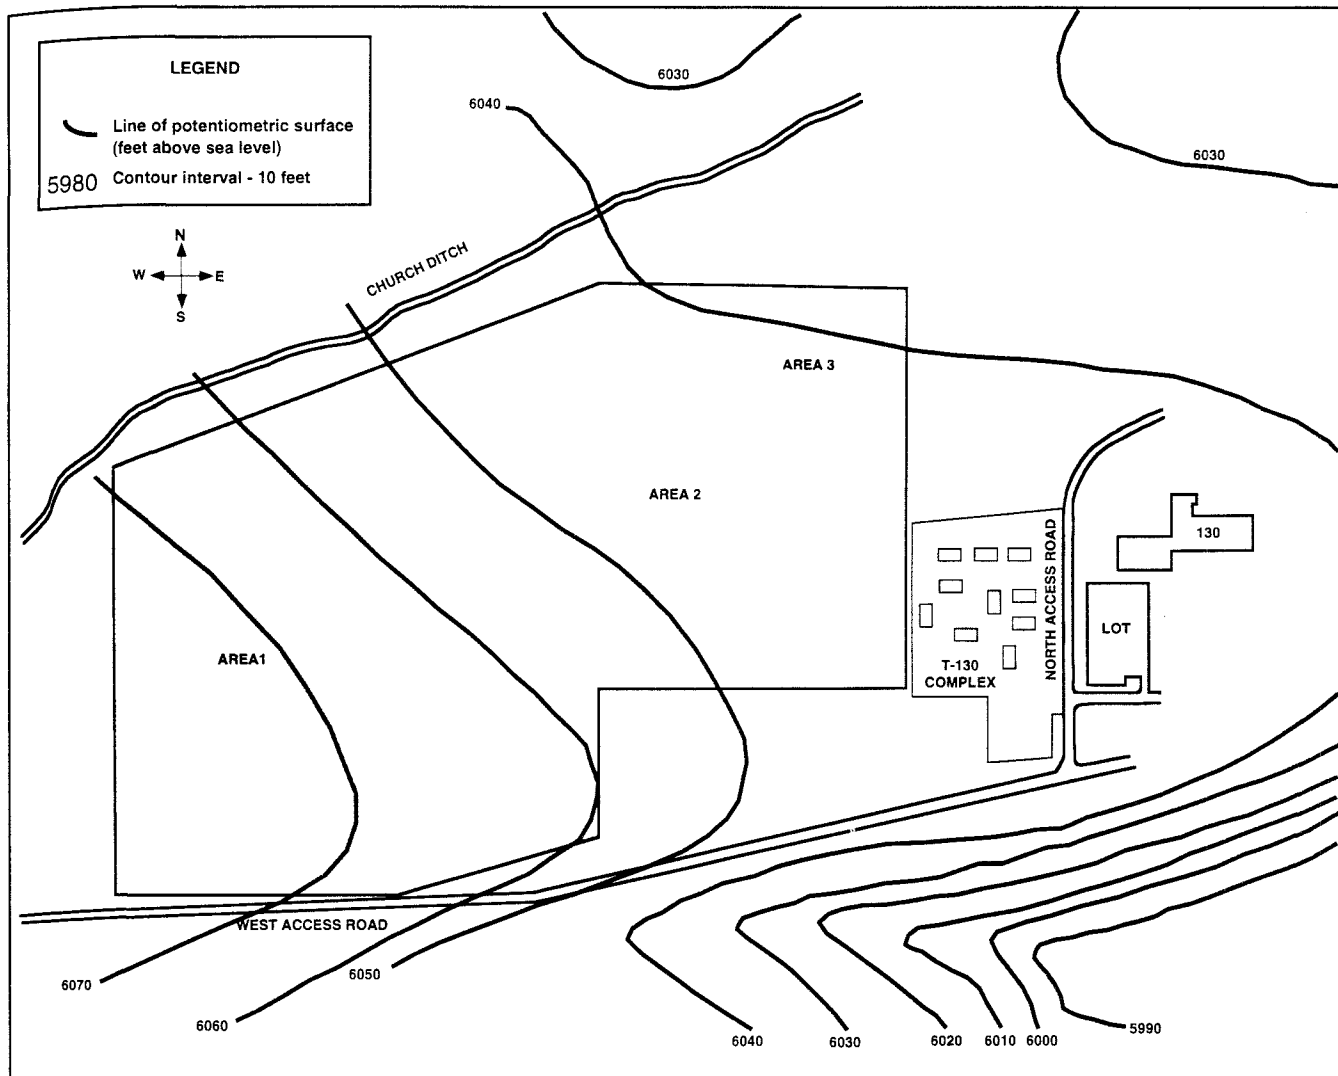 LEGEND
Line of potentiometric surface
(feet above sea level)
5980 Contour interval - 10 feet
N
W E
S
6030
6040
6030
CHURCH DITCH
AREA 3
AREA 2
AREA1
NORTH ACCESS ROAD
130
LOT
T-130
COMPLEX
WEST ACCESS ROAD
6070
6060
6050
6040
6030
6020
6010
6000
5990